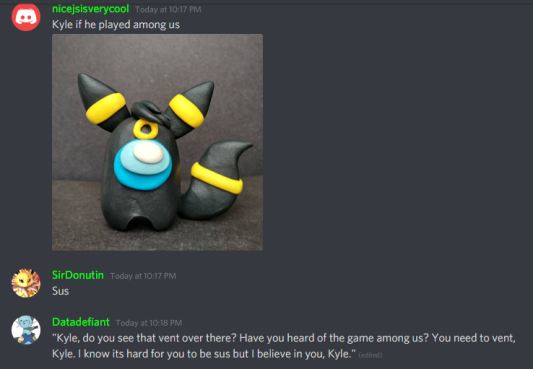 nicejsisverycool Today at 10:17 PM
Kyle if he played among us
SirDonutin Today at 10:17 PM
Sus
Datadefiant Today at 10:18 PM
"Kyle, do you see that vent over there? Have you heard of the game among us? You need to vent,
Kyle. I know its hard for you to be sus but I believe in you, Kyle." (edited)